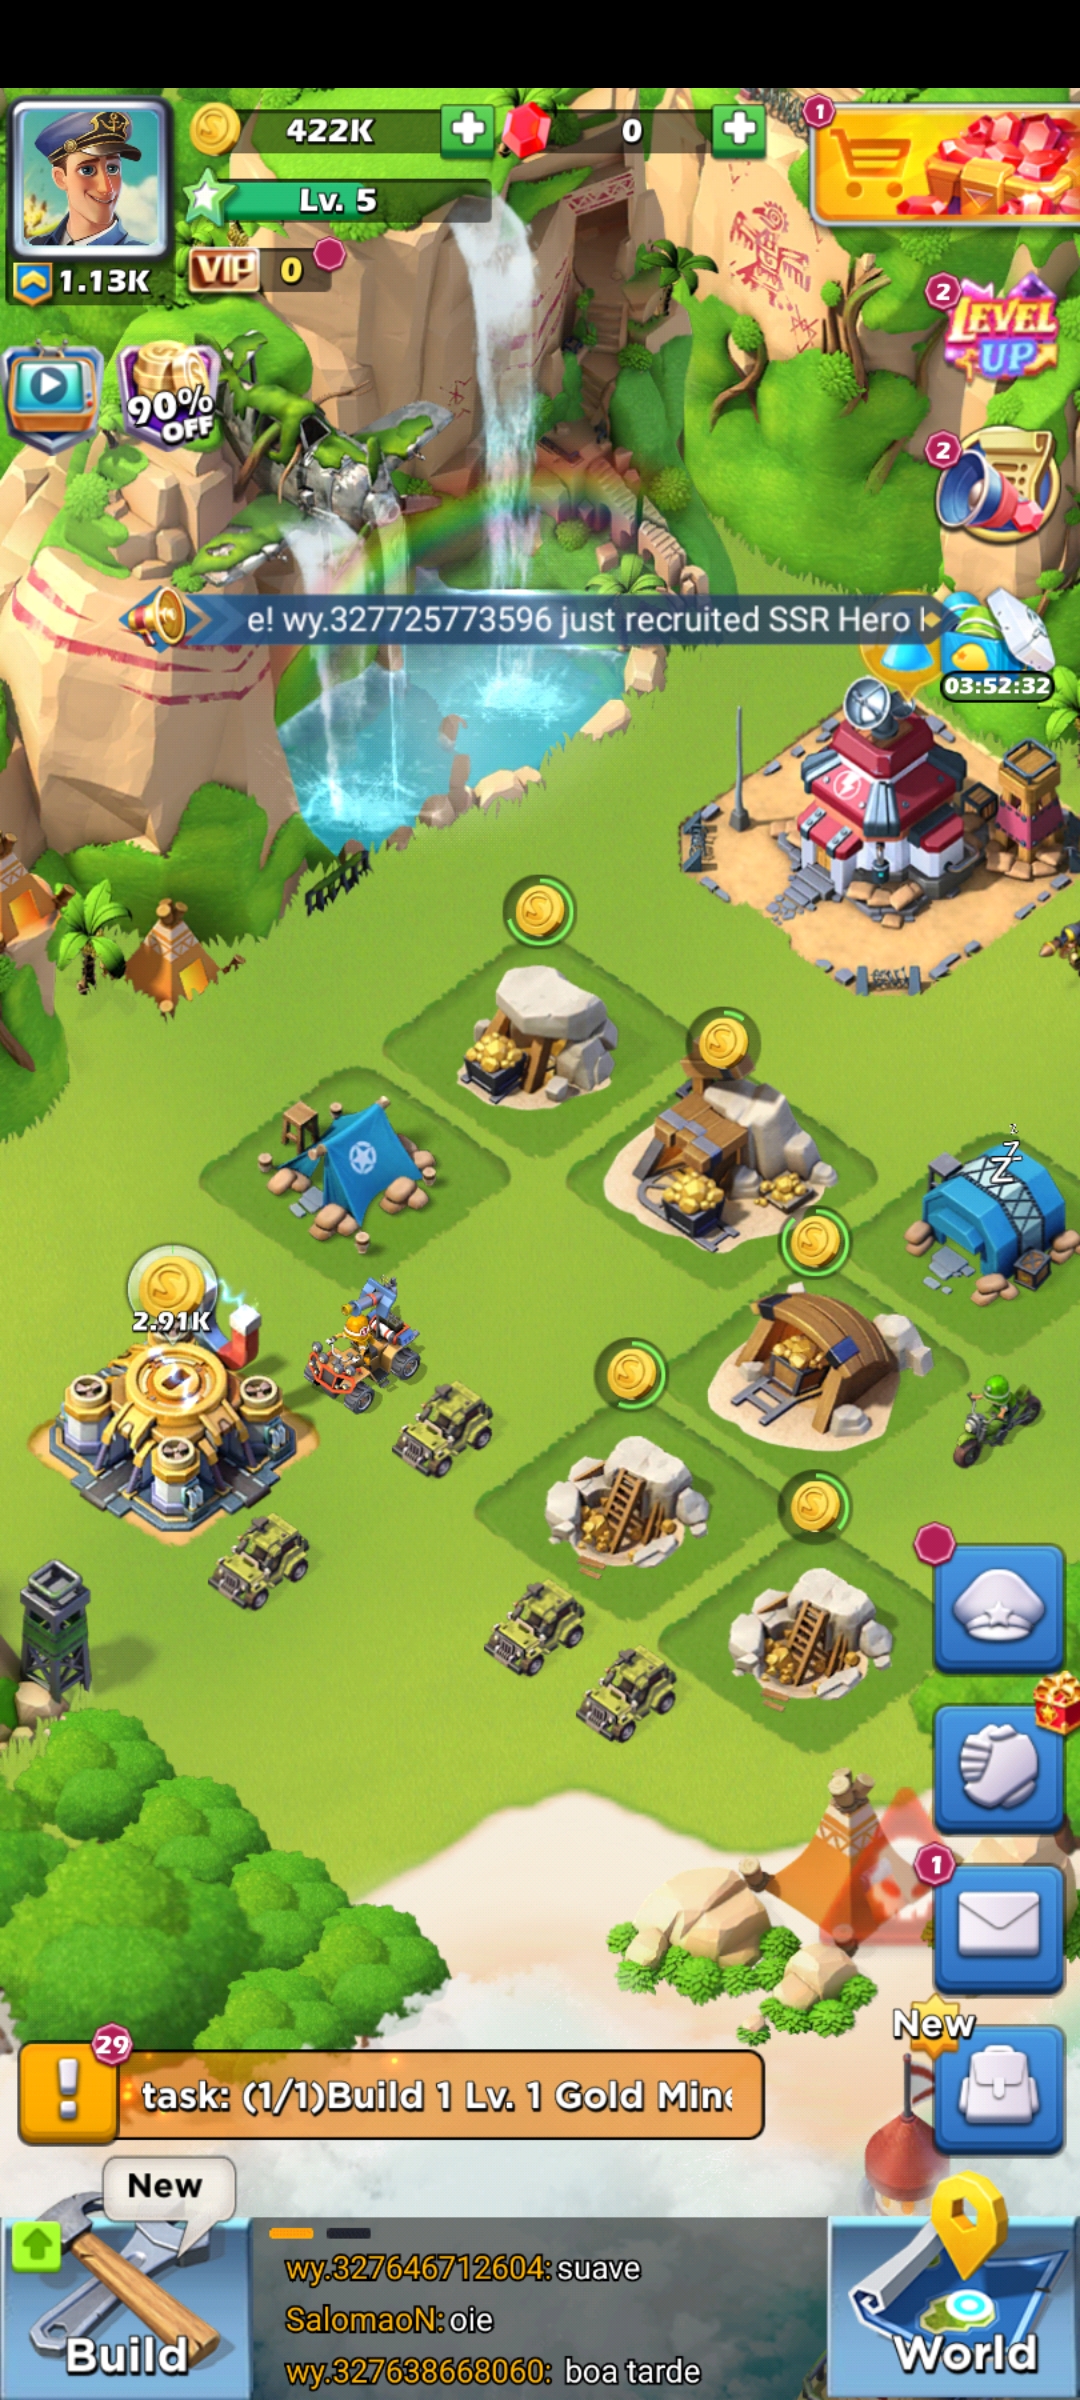 422K
0
1
Lv. 5
1.13K
VIP 0
2
LEVEL UP
90% OFF
2
e! wy.327725773596 just recruited SSR Hero
03:52:32
z
Z
Z
2.91K
1
New
29
task: (1/1)Build 1 Lv. 1 Gold Mine
New
wy.327646712604: suave
SalomaoN: oie
wy.327638668060: boa tarde
Build
World